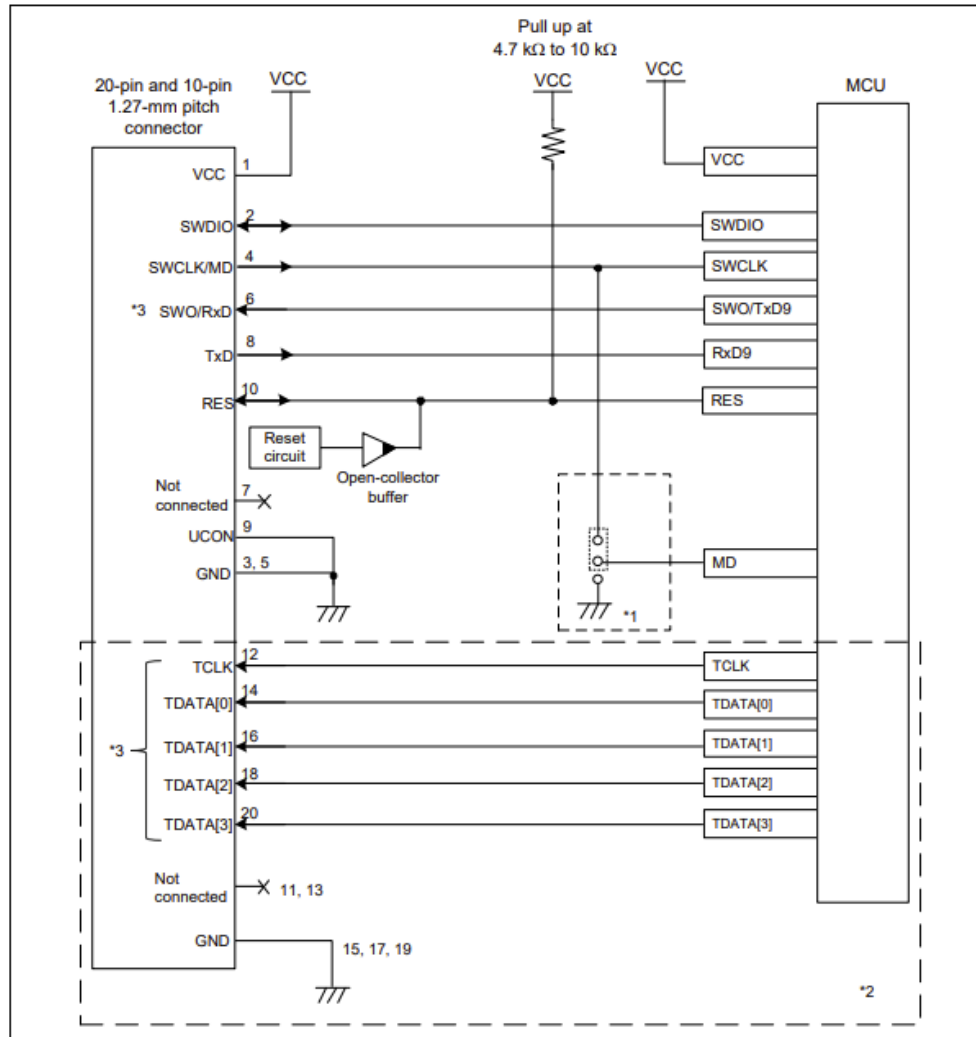 Pull up at
4.7 kΩ to 10 kΩ
20-pin and 10-pin
1.27-mm pitch
connector
VCC
VCC
VCC
MCU
VCC
1
VCC
SWDIO
2
SWDIO
SWCLK/MD
4
SWCLK
*3
SWO/RxD
6
SWO/TxD9
TxD
8
RxD9
RES
10
RES
Reset
circuit
Open-collector
buffer
Not
connected
7
UCON
9
GND
3, 5
MD
*1
TCLK
12
TCLK
TDATA[0]
14
TDATA[0]
*3
TDATA[1]
16
TDATA[1]
TDATA[2]
18
TDATA[2]
TDATA[3]
20
TDATA[3]
Not
connected
11, 13
GND
15, 17, 19
*2